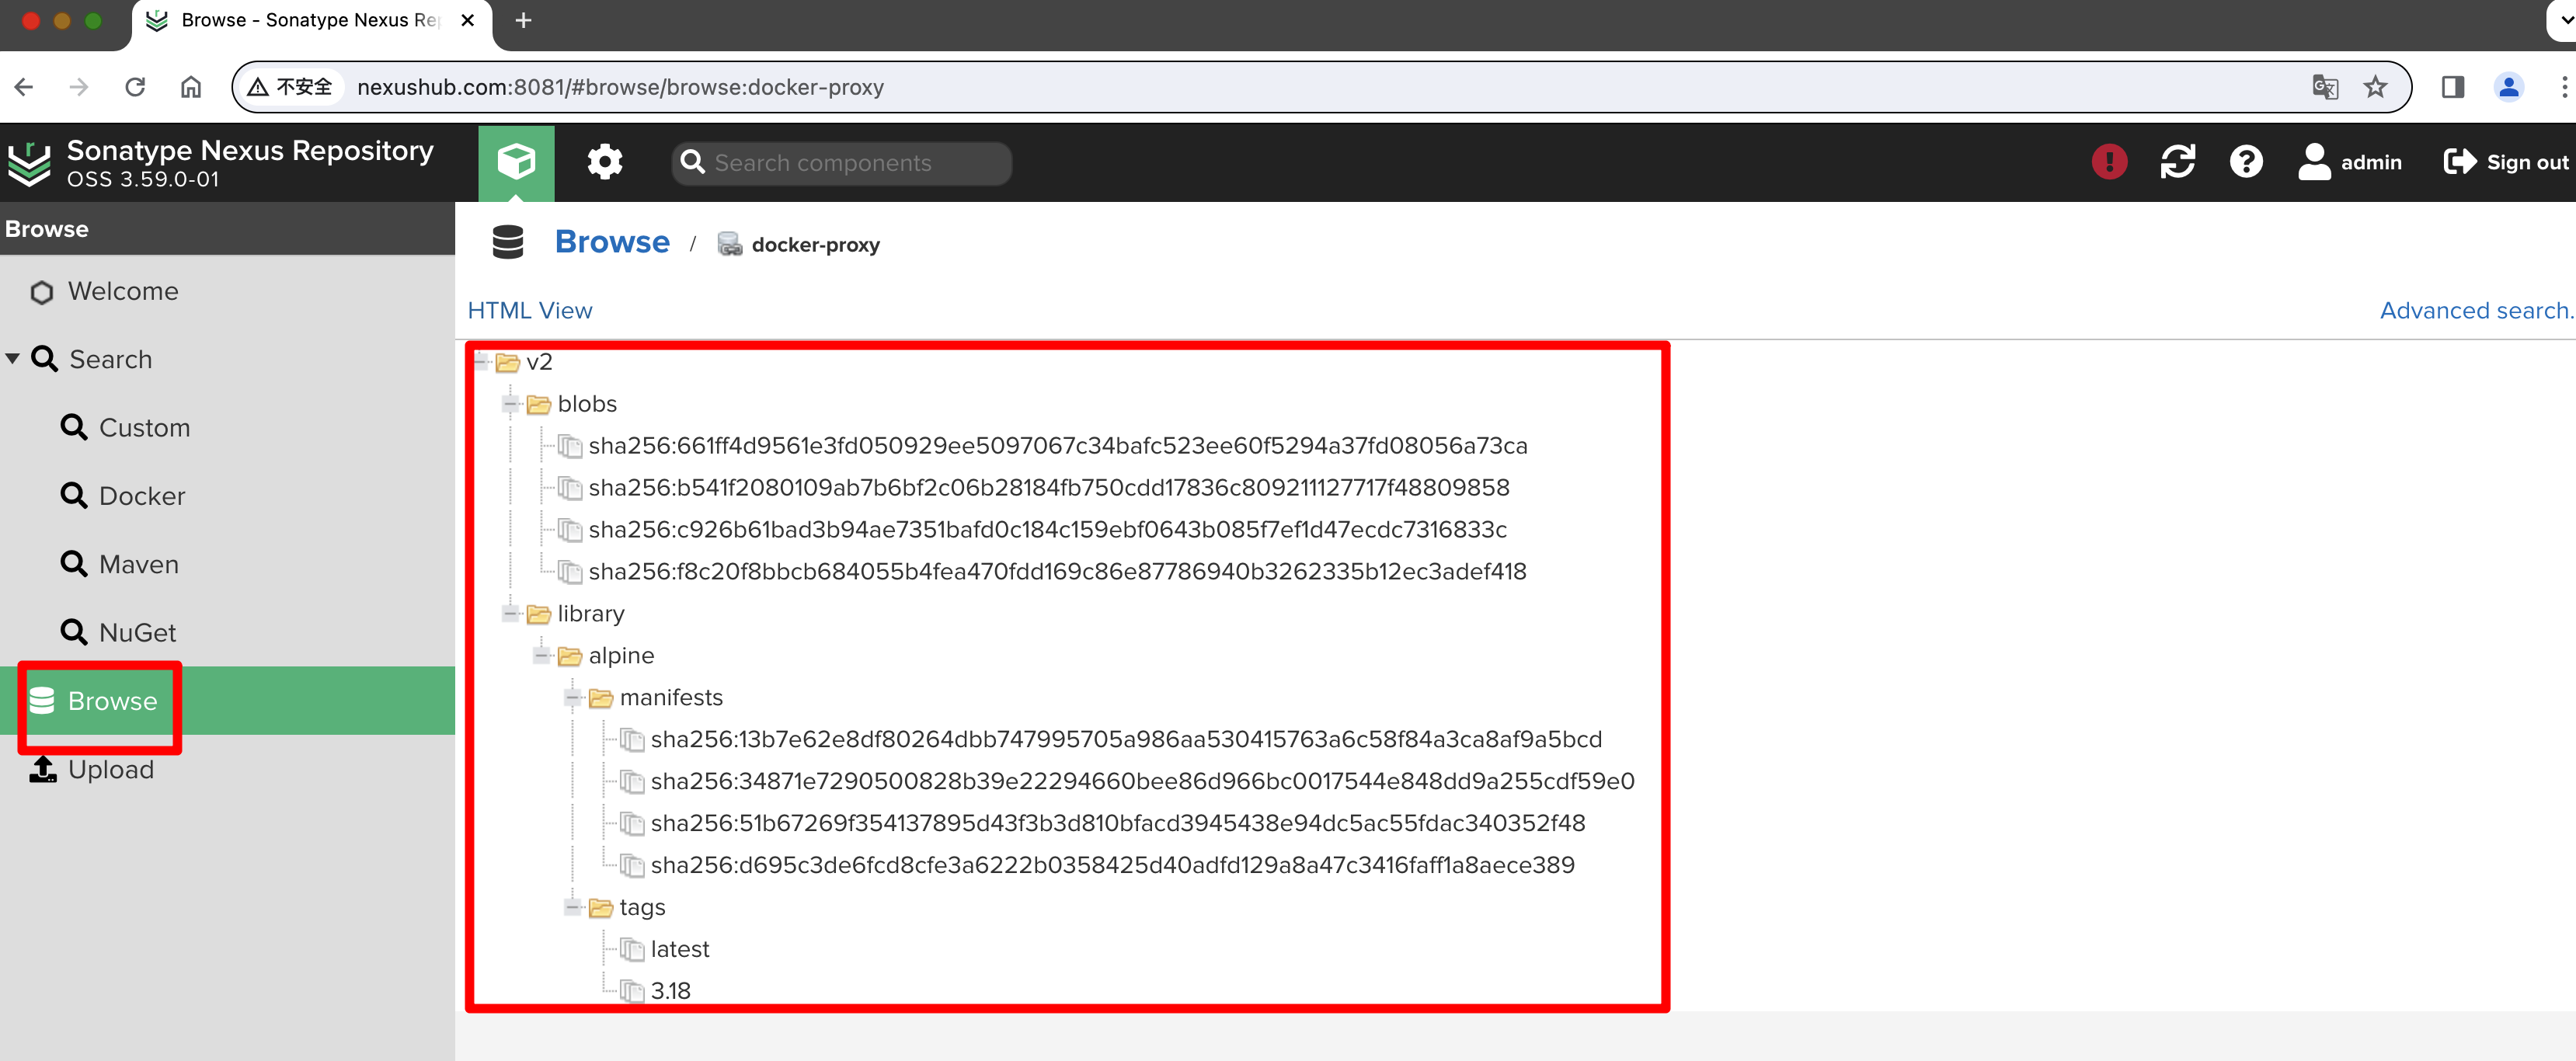 Browse - Sonatype Nexus Rep
不安全 nexushub.com:8081/#browse/browse:docker-proxy
Sonatype Nexus Repository
OSS 3.59.0-01
Search components
admin
Sign out
Browse
Welcome
Search
Custom
Docker
Maven
NuGet
Browse
Upload
Browse / docker-proxy
HTML View
Advanced search.
v2
blobs
sha256:661ff4d9561e3fd050929ee5097067c34bafc523ee60f5294a37fd08056a73ca
sha256:b541f2080109ab7b6bf2c06b28184fb750cdd17836c809211127717f48809858
sha256:c926b61bad3b94ae7351bafd0c184c159ebf0643b085f7ef1d47ecdc7316833c
sha256:f8c20f8bbcb684055b4fea470fdd169c86e87786940b3262335b12ec3adef418
library
alpine
manifests
sha256:13b7e62e8df80264dbb747995705a986aa530415763a6c58f84a3ca8af9a5bcd
sha256:34871e7290500828b39e22294660bee86d966bc0017544e848dd9a255cdf59e0
sha256:51b67269f354137895d43f3b3d810bfacd3945438e94dc5ac55fdac340352f48
sha256:d695c3de6fcd8cfe3a6222b0358425d40adfd129a8a47c3416faff1a8aece389
tags
latest
3.18